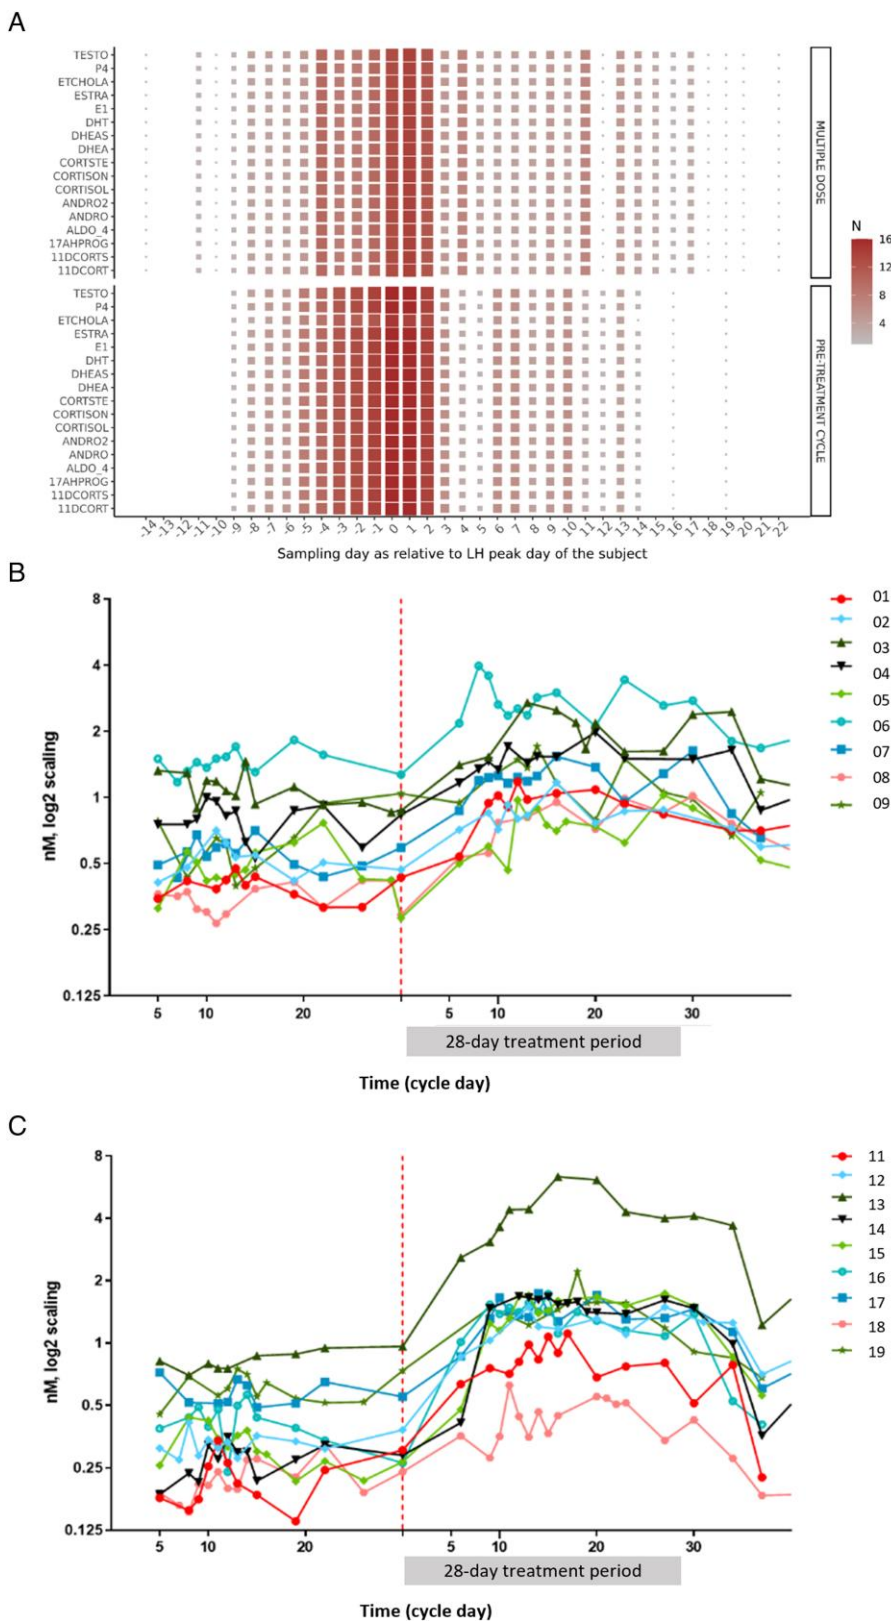 A
TESTO
P4
ETCHOLA
ESTRA
E1
DHT
DHEAS
DHEA
CORTSTE
CORTISON
CORTISOL
ANDRO2
ANDRO
ALDO_4
17AHPROG
11DCORTS
11DCORT
MULTIPLE DOSE
TESTO
P4
ETCHOLA
ESTRA
E1
DHT
DHEAS
DHEA
CORTSTE
CORTISON
CORTISOL
ANDRO2
ANDRO
ALDO_4
17AHPROG
11DCORTS
11DCORT
PRE-TREATMENT CYCLE
N
16
12
8
4
-14 -13 -12 -11 -10 -9 -8 -7 -6 -5 -4 -3 -2 -1 0 1 2 3 4 5 6 7 8 9 10 11 12 13 14 15 16 17 18 19 20 21 22
Sampling day as relative to LH peak day of the subject
B
8
4
2
1
0.5
0.25
0.125
nM, log2 scaling
5 10 20 5 10 20 30
28-day treatment period
Time (cycle day)
01
02
03
04
05
06
07
08
09
C
8
4
2
1
0.5
0.25
0.125
nM, log2 scaling
5 10 20 5 10 20 30
28-day treatment period
Time (cycle day)
11
12
13
14
15
16
17
18
19